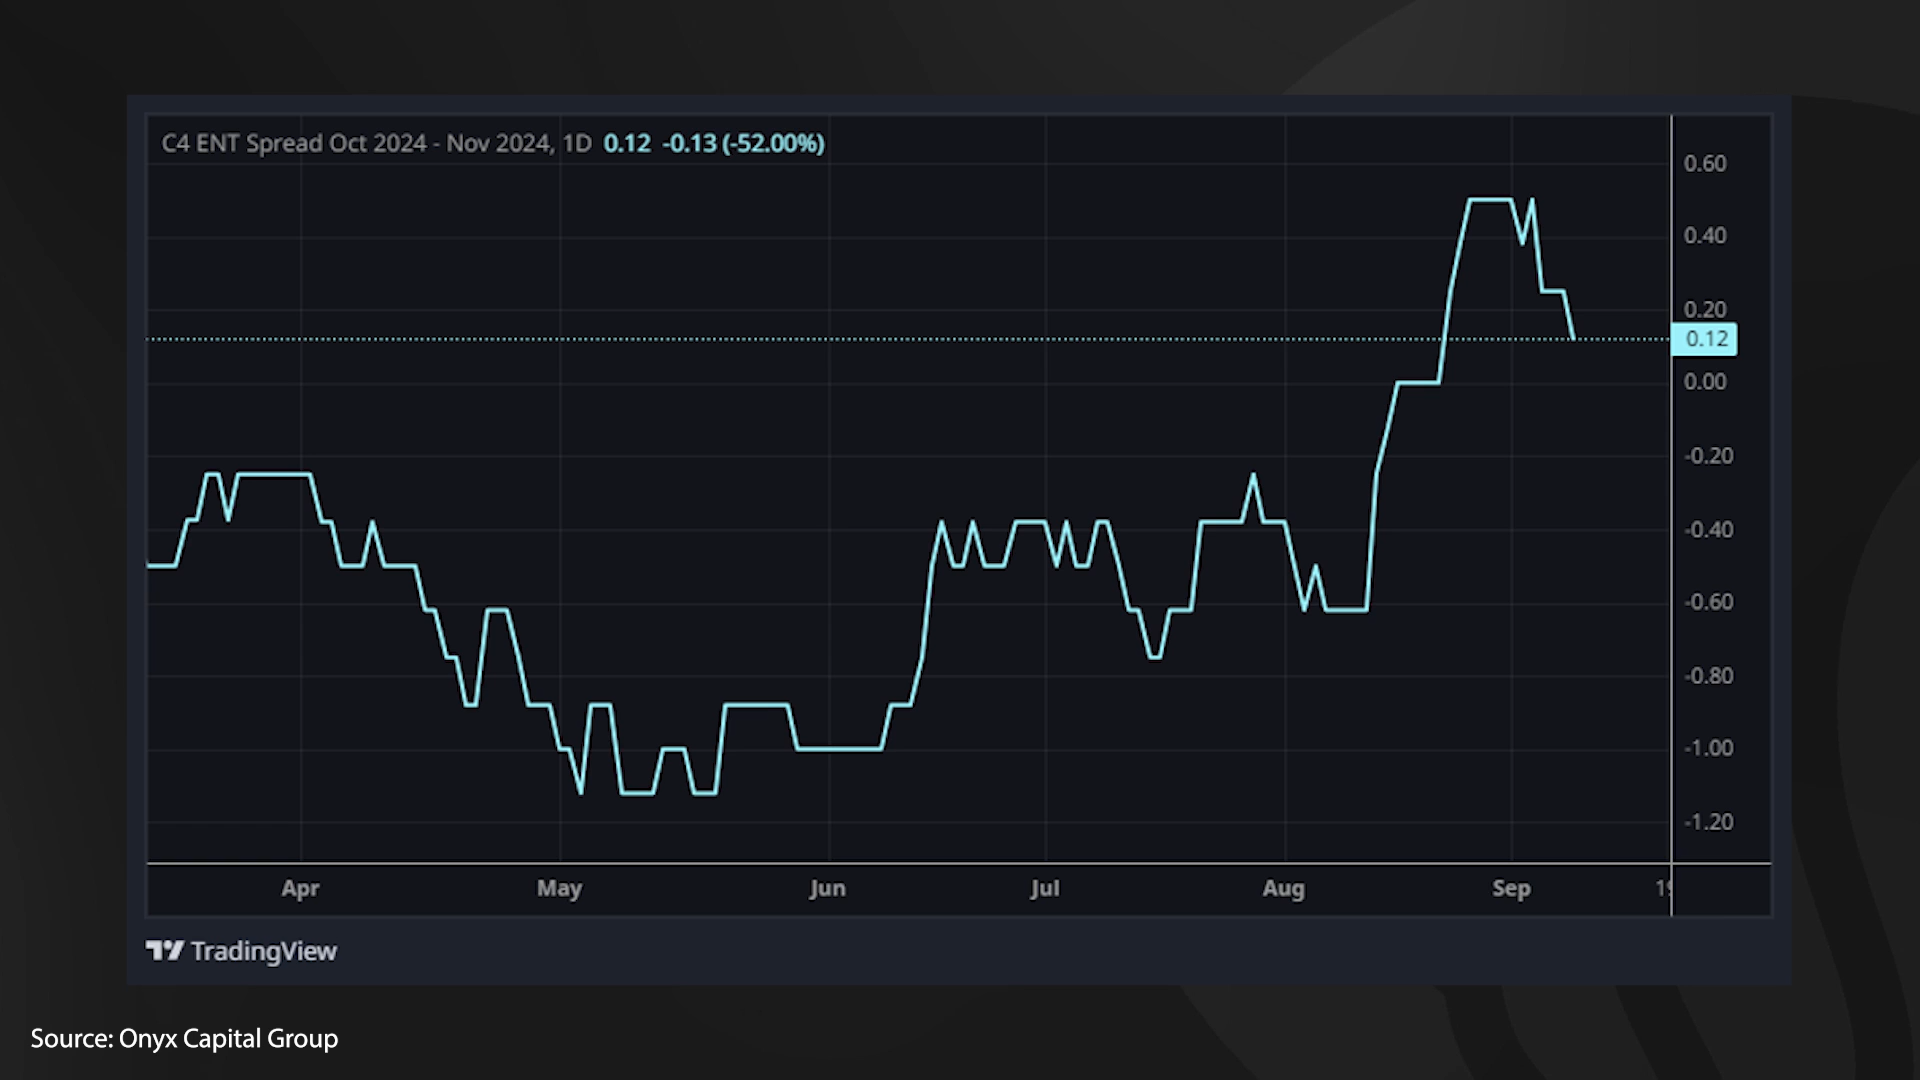 C4 ENT Spread Oct 2024 - Nov 2024, 1D 0.12 -0.13 (-52.00%)
0.60
0.40
0.20
0.12
0.00
-0.20
-0.40
-0.60
-0.80
-1.00
-1.20
Apr May Jun Jul Aug Sep
TradingView
Source: Onyx Capital Group